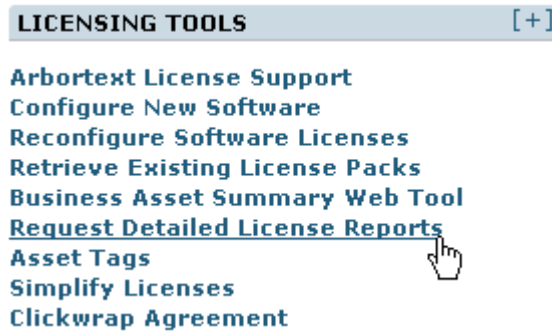 LICENSING TOOLS [+]
Arbortext License Support
Configure New Software
Reconfigure Software Licenses
Retrieve Existing License Packs
Business Asset Summary Web Tool
Request Detailed License Reports
Asset Tags
Simplify Licenses
Clickwrap Agreement